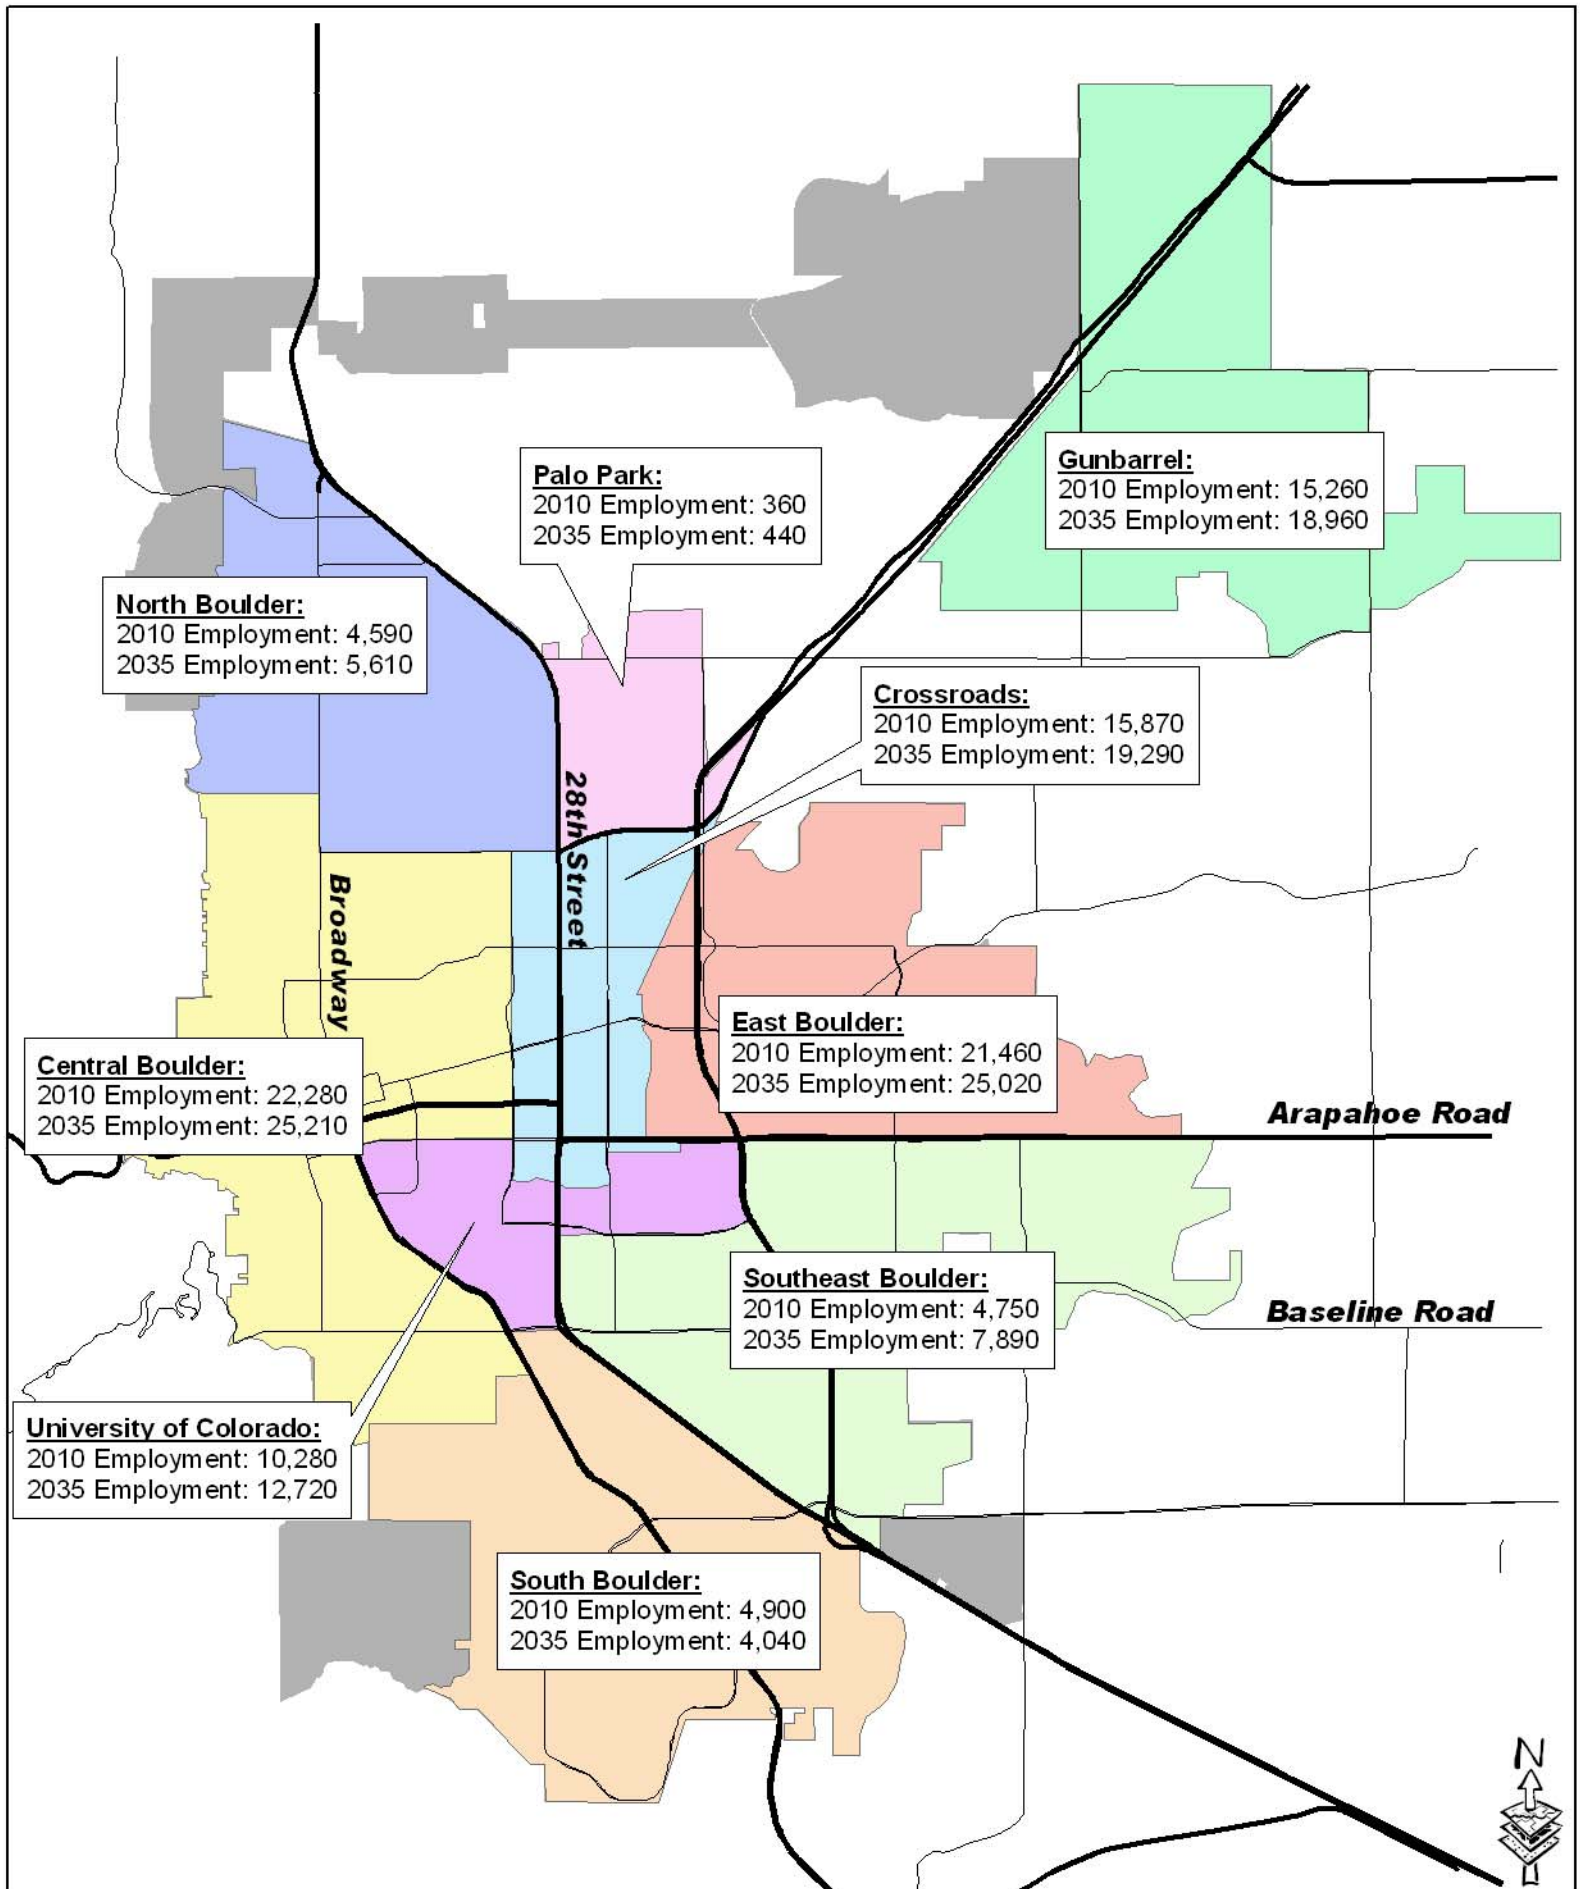 Palo Park:
2010 Employment: 360
2035 Employment: 440
Gunbarrel:
2010 Employment: 15,260
2035 Employment: 18,960
North Boulder:
2010 Employment: 4,590
2035 Employment: 5,610
Crossroads:
2010 Employment: 15,870
2035 Employment: 19,290
28th Street
Broadway
East Boulder:
2010 Employment: 21,460
2035 Employment: 25,020
Central Boulder:
2010 Employment: 22,280
2035 Employment: 25,210
Arapahoe Road
Southeast Boulder:
2010 Employment: 4,750
2035 Employment: 7,890
Baseline Road
University of Colorado:
2010 Employment: 10,280
2035 Employment: 12,720
South Boulder:
2010 Employment: 4,900
2035 Employment: 4,040
N